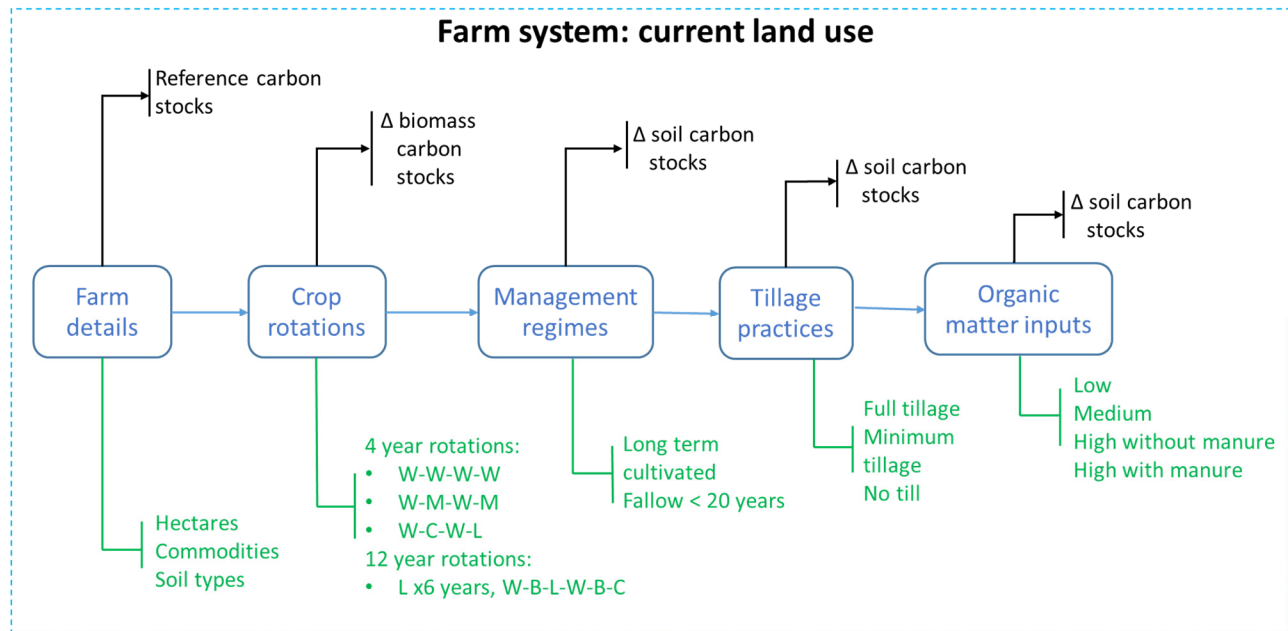 Farm system: current land use
Reference carbon
stocks
Δ biomass
carbon
stocks
Δ soil carbon
stocks
Δ soil carbon
stocks
Δ soil carbon
stocks
Farm
details
Crop
rotations
Management
regimes
Tillage
practices
Organic
matter inputs
Hectares
Commodities
Soil types
4 year rotations:
• W-W-W-W
• W-M-W-M
• W-C-W-L
12 year rotations:
• L x6 years, W-B-L-W-B-C
Long term
cultivated
Fallow < 20 years
Full tillage
Minimum
tillage
No till
Low
Medium
High without manure
High with manure